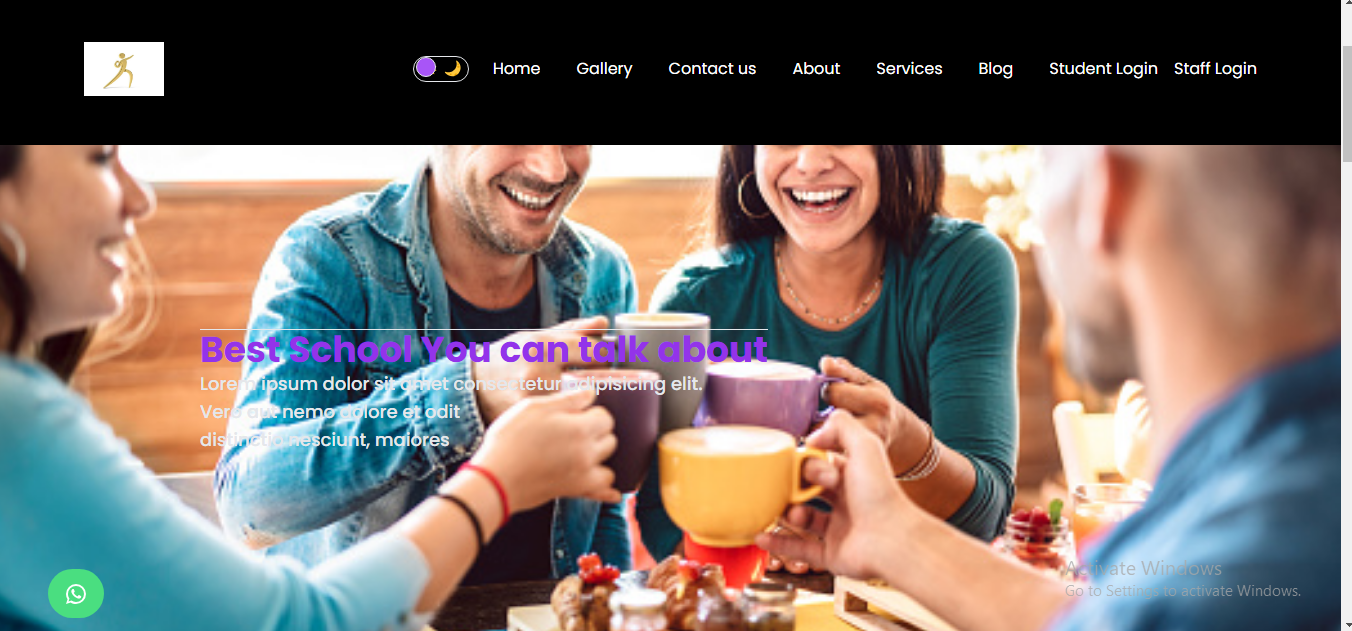 Home Gallery Contact us About Services Blog Student Login Staff Login
Best School You can talk about
Lorem ipsum dolor sit amet consectetur adipisicing elit.
Vero aut nemo dolore et odit
distinctio nesciunt, maiores
Activate Windows
Go to Settings to activate Windows.